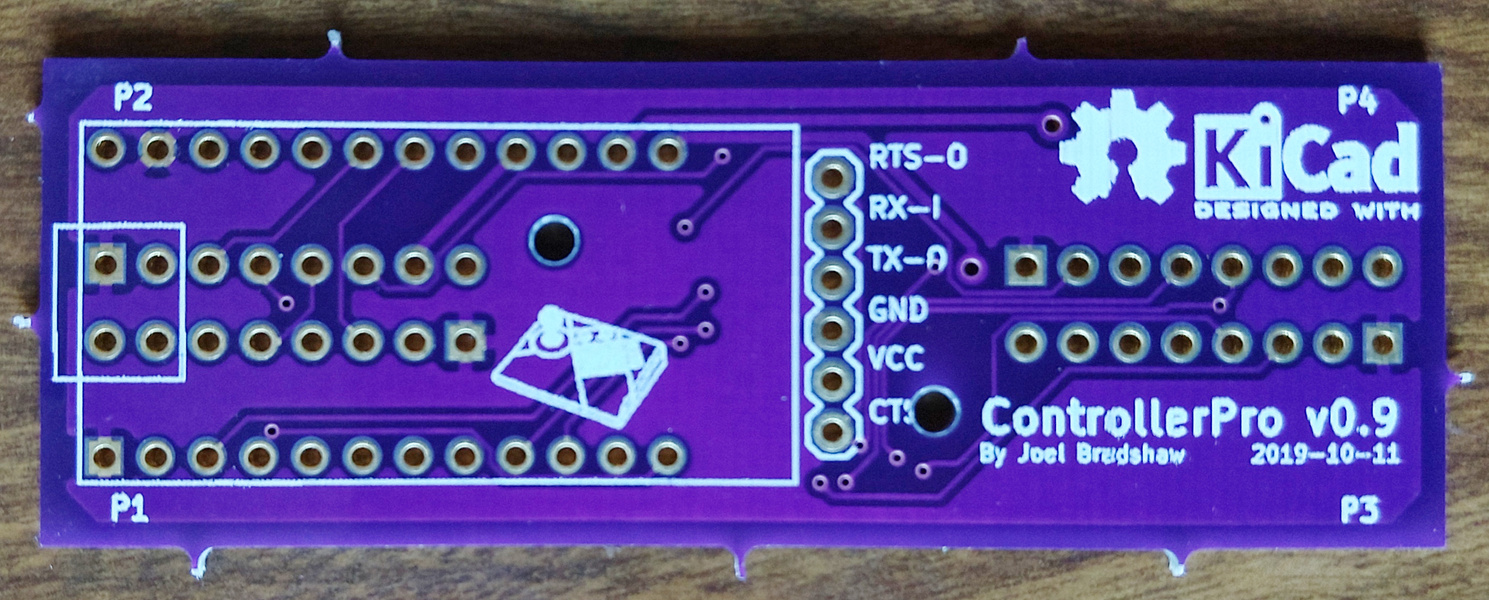 P2
P4
DESIGNED WITH
KiCad
RTS-O
RX-I
TX-O
GND
VCC
CTS
ControllerPro v0.9
By Joel Bradshaw 2019-10-11
P1
P3